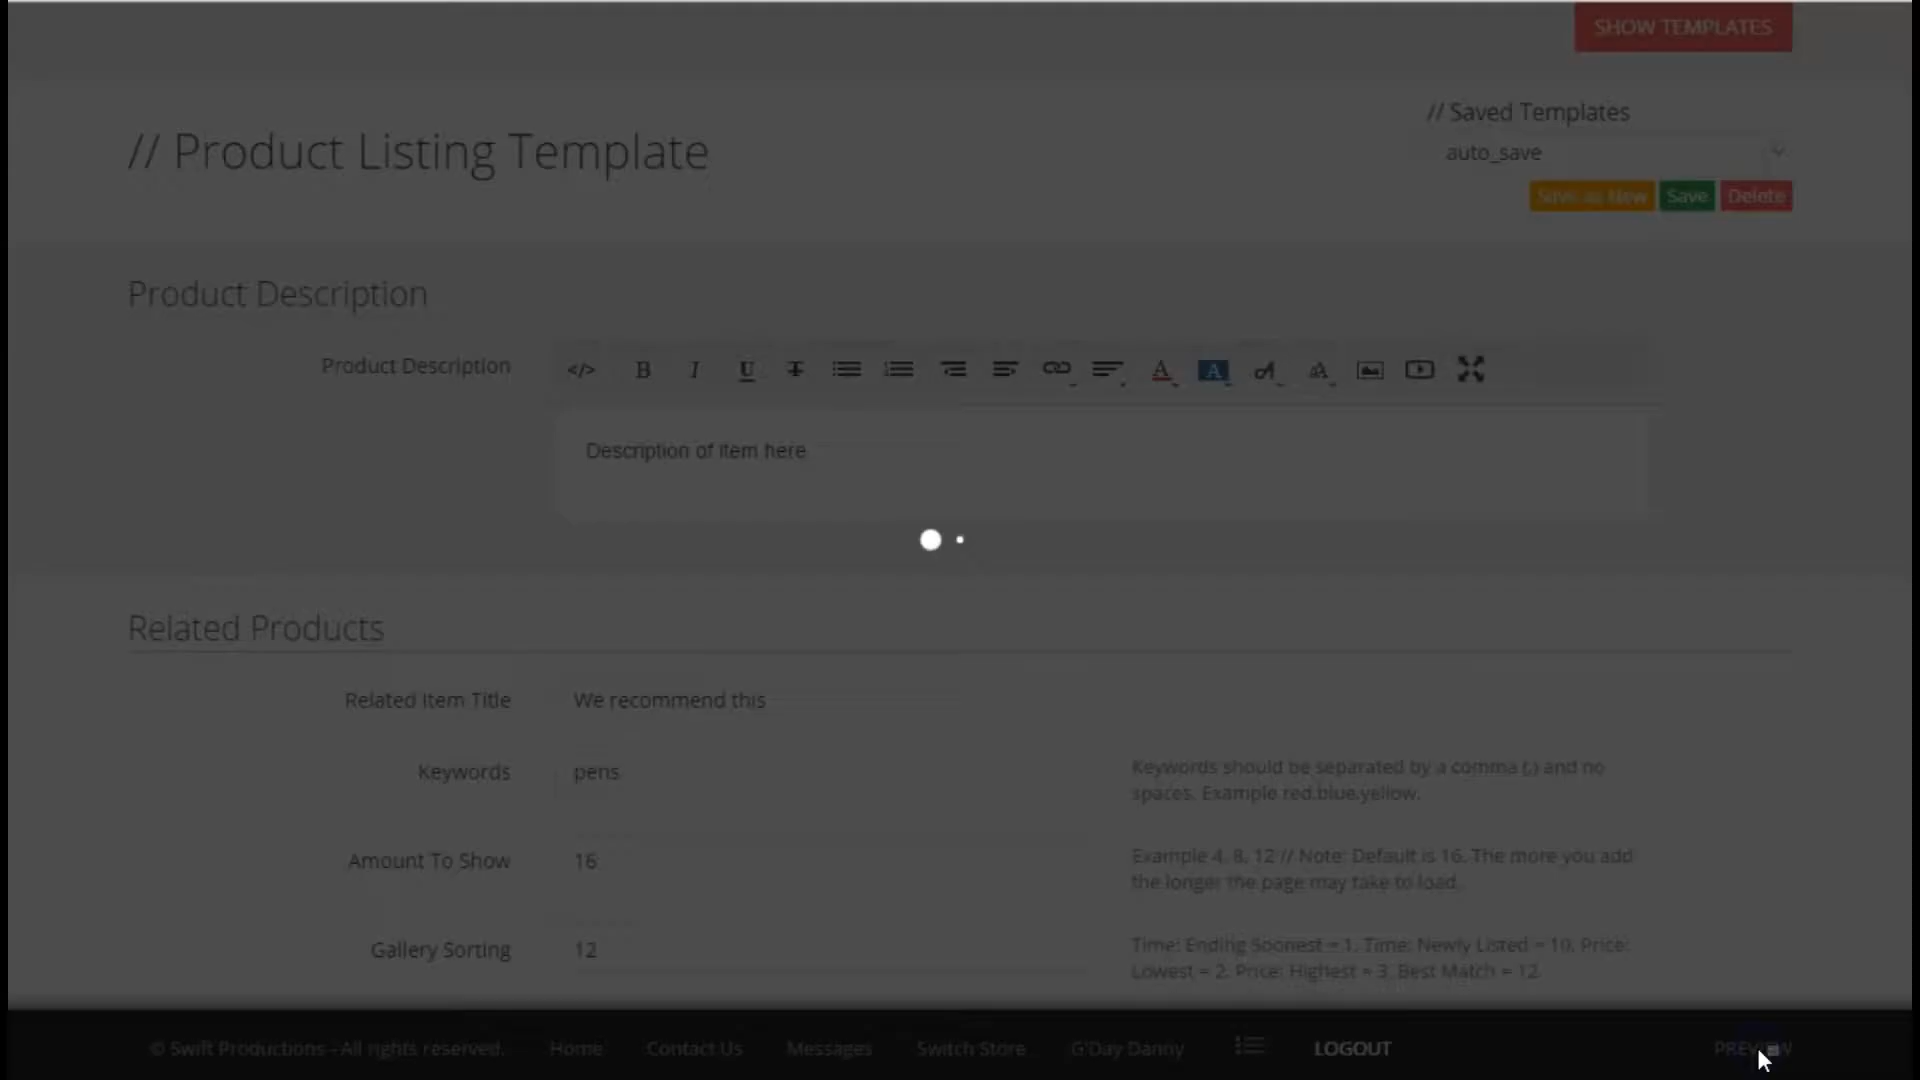 SHOW TEMPLATES
// Saved Templates
// Product Listing Template
auto_save
Save as New Save Delete
Product Description
Product Description
Description of item here
Related Products
Related Item Title We recommend this
Keywords pens
Keywords should be separated by a comma (,) and no
spaces. Example red,blue,yellow.
Amount To Show 16
Example 4, 8, 12 // Note: Default is 16. The more you add
the longer the page may take to load.
Gallery Sorting 12
Time: Ending Soonest = 1, Time: Newly Listed = 10, Price:
Lowest = 2, Price: Highest = 3, Best Match = 12
© Swift Productions - All rights reserved. Home Contact Us Messages Switch Store G'Day Danny LOGOUT PREVIEW